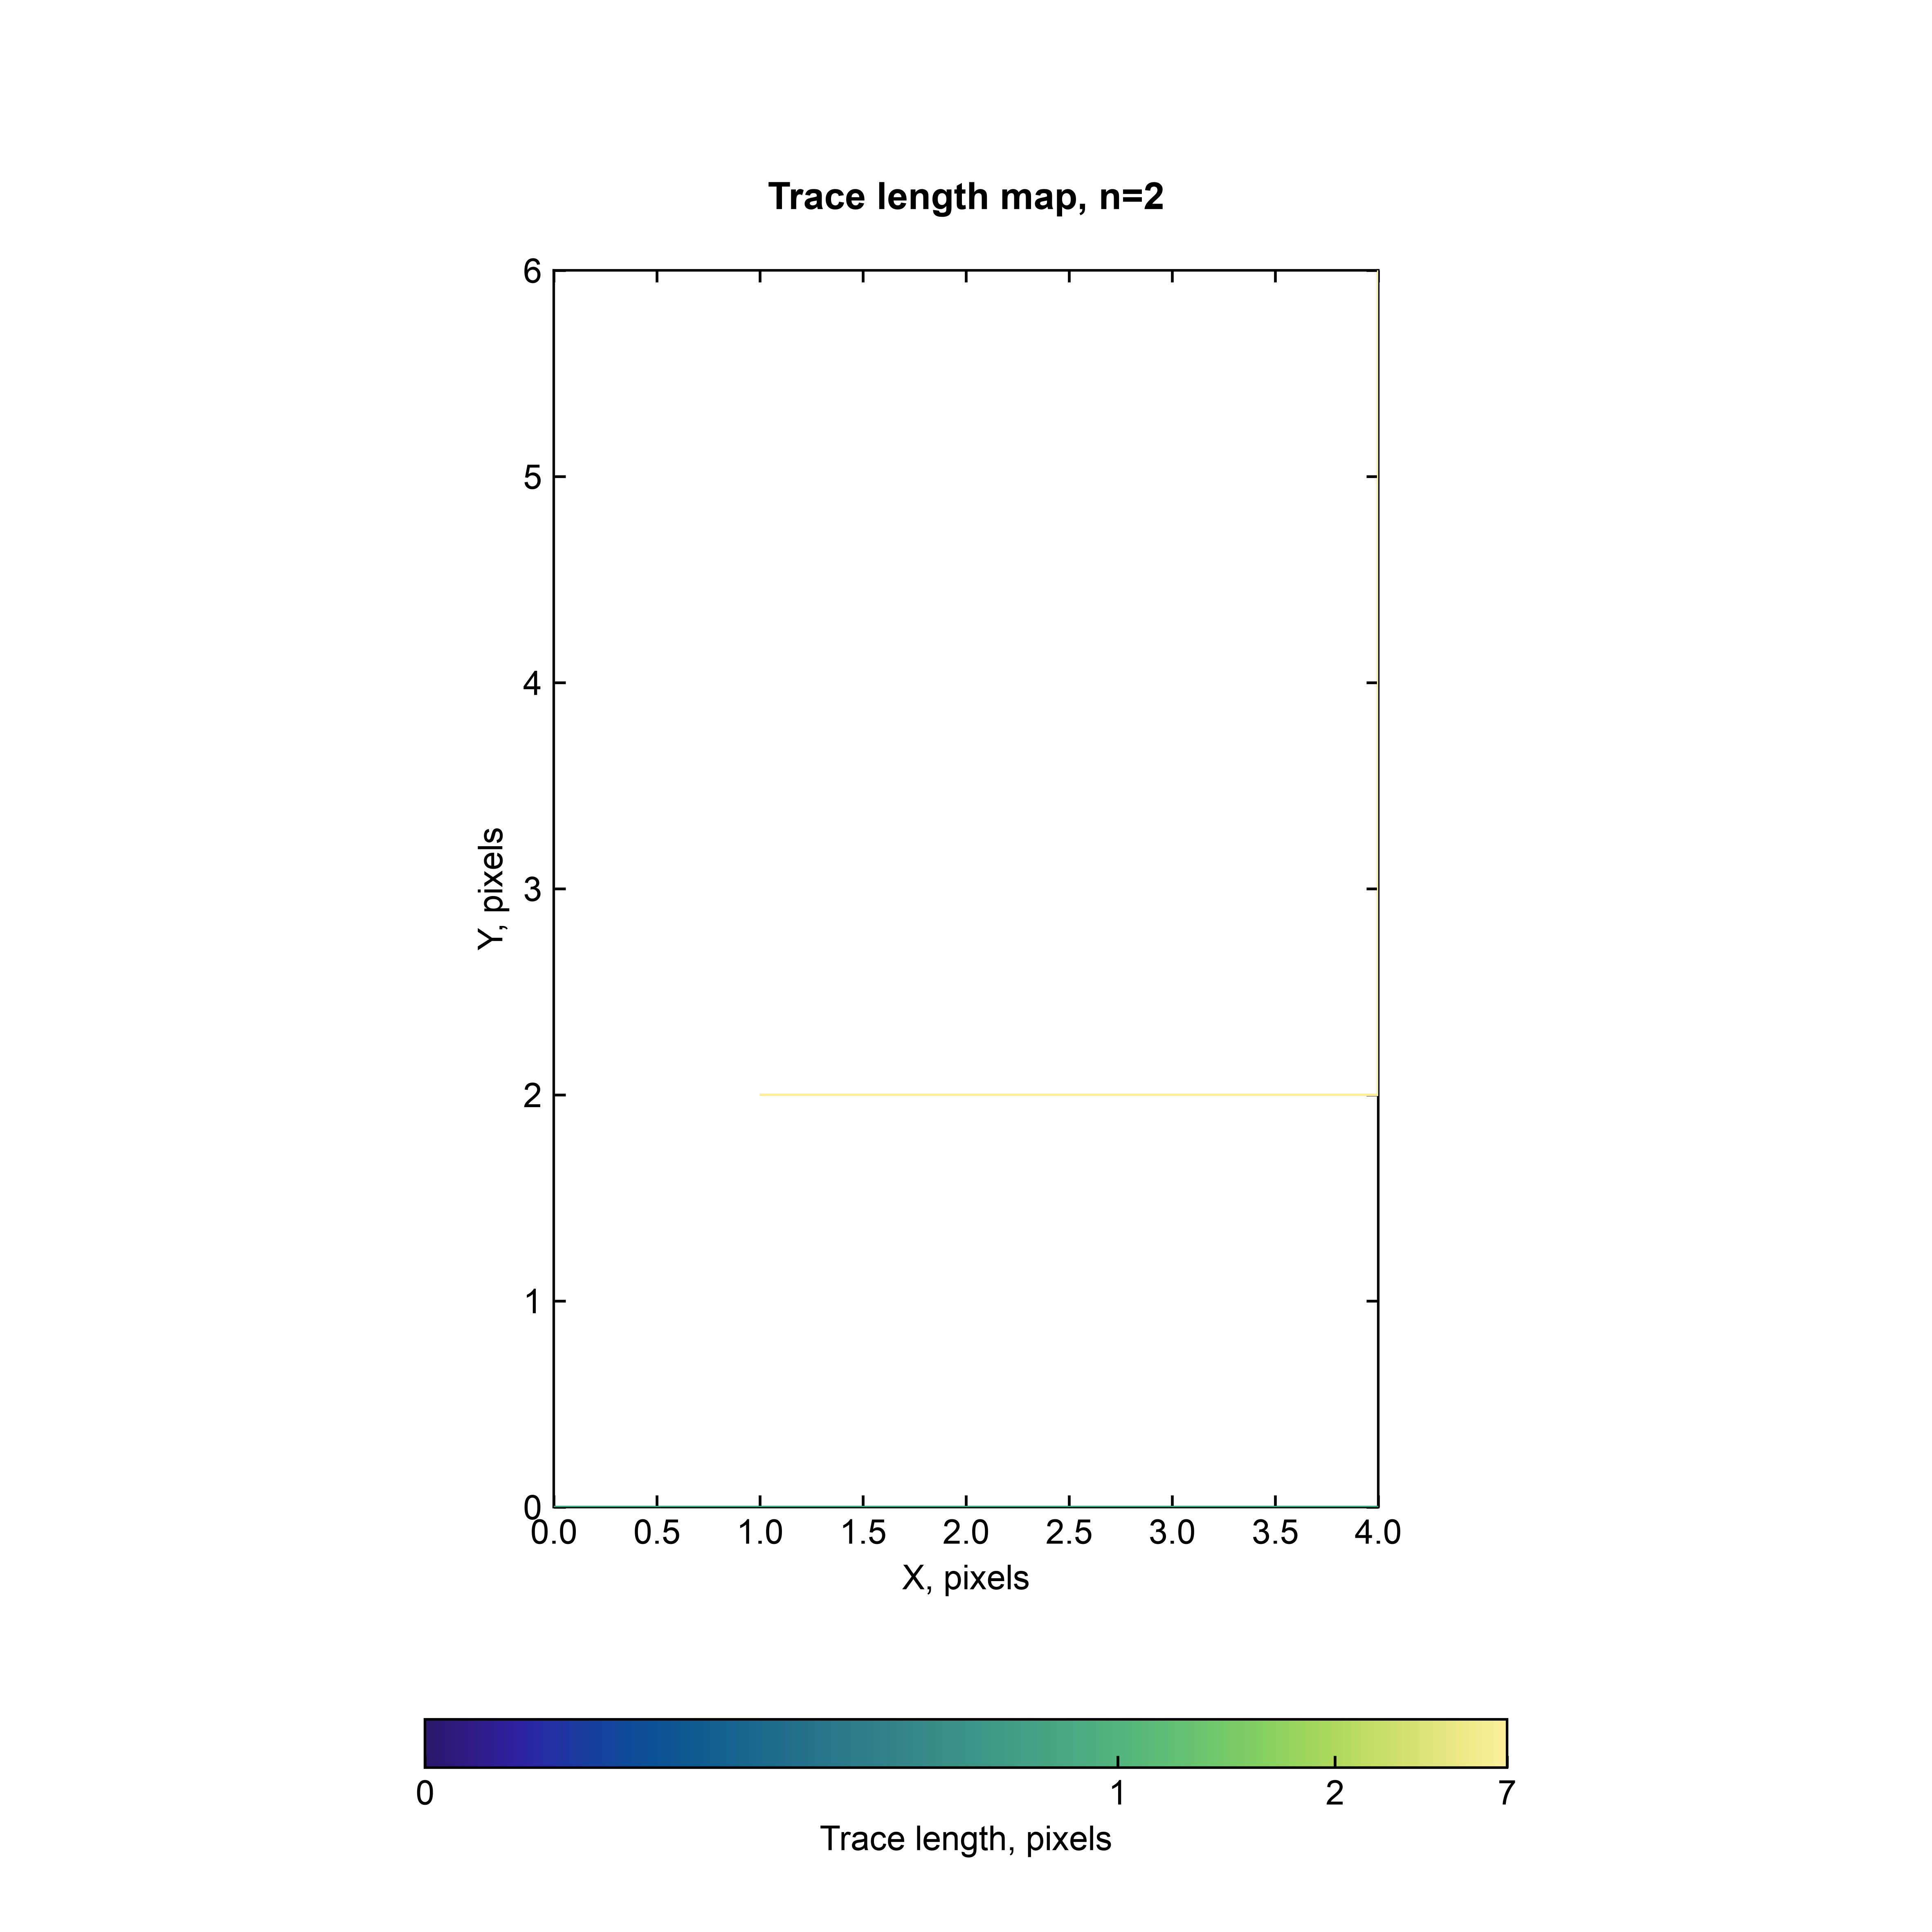 Trace length map, n=2
6
5
4
3
2
1
0
Y, pixels
0.0 0.5 1.0 1.5 2.0 2.5 3.0 3.5 4.0
X, pixels
0 1 2 7
Trace length, pixels